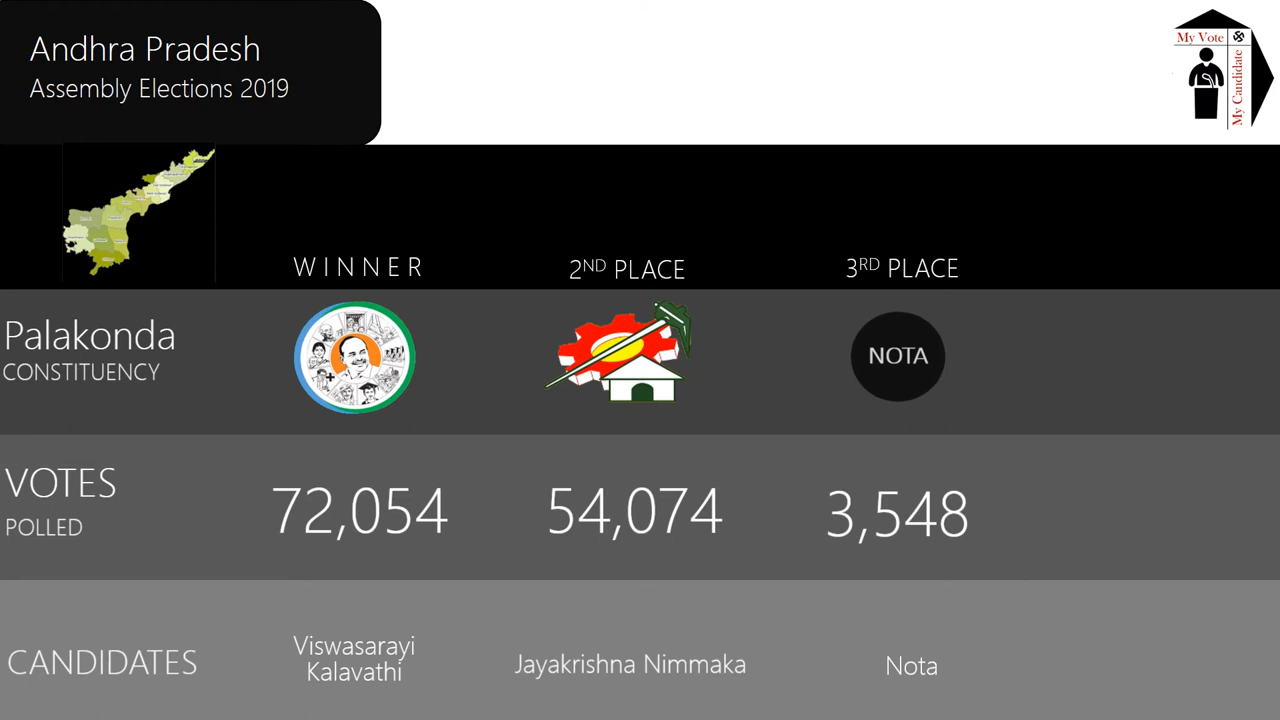 Andhra Pradesh
Assembly Elections 2019
My Vote
My Candidate
WINNER
2ND PLACE
3RD PLACE
Palakonda
CONSTITUENCY
NOTA
VOTES
POLLED
72,054
54,074
3,548
CANDIDATES
Viswasarayi
Kalavathi
Jayakrishna Nimmaka
Nota